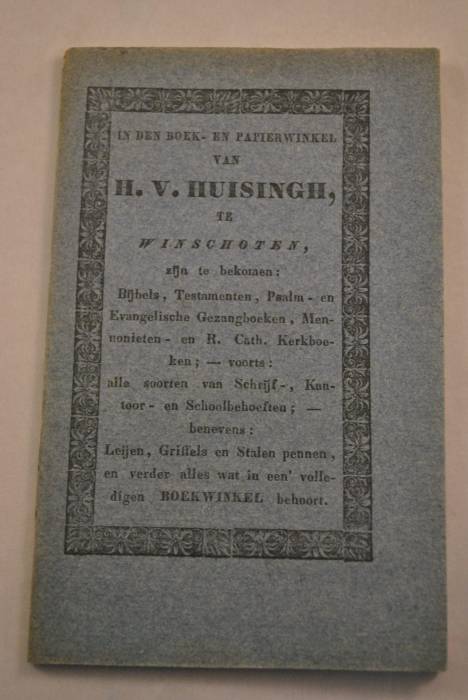 IN DEN BOEK- EN PAPIERWINKEL
VAN
H. V. HUISINGH,
TE
WINSCHOTEN,
zijn te bekomen:
Bijbels, Testamenten, Psalm- en
Evangelische Gezangboeken, Men-
nonieten- en R. Cath. Kerkboe-
ken; — voorts:
alle soorten van Schrijf-, Kan-
toor- en Schoolbehoeften; —
benevens:
Leijen, Griffels en Stalen pennen,
en verder alles wat in een' volle-
digen BOEKWINKEL behoort.